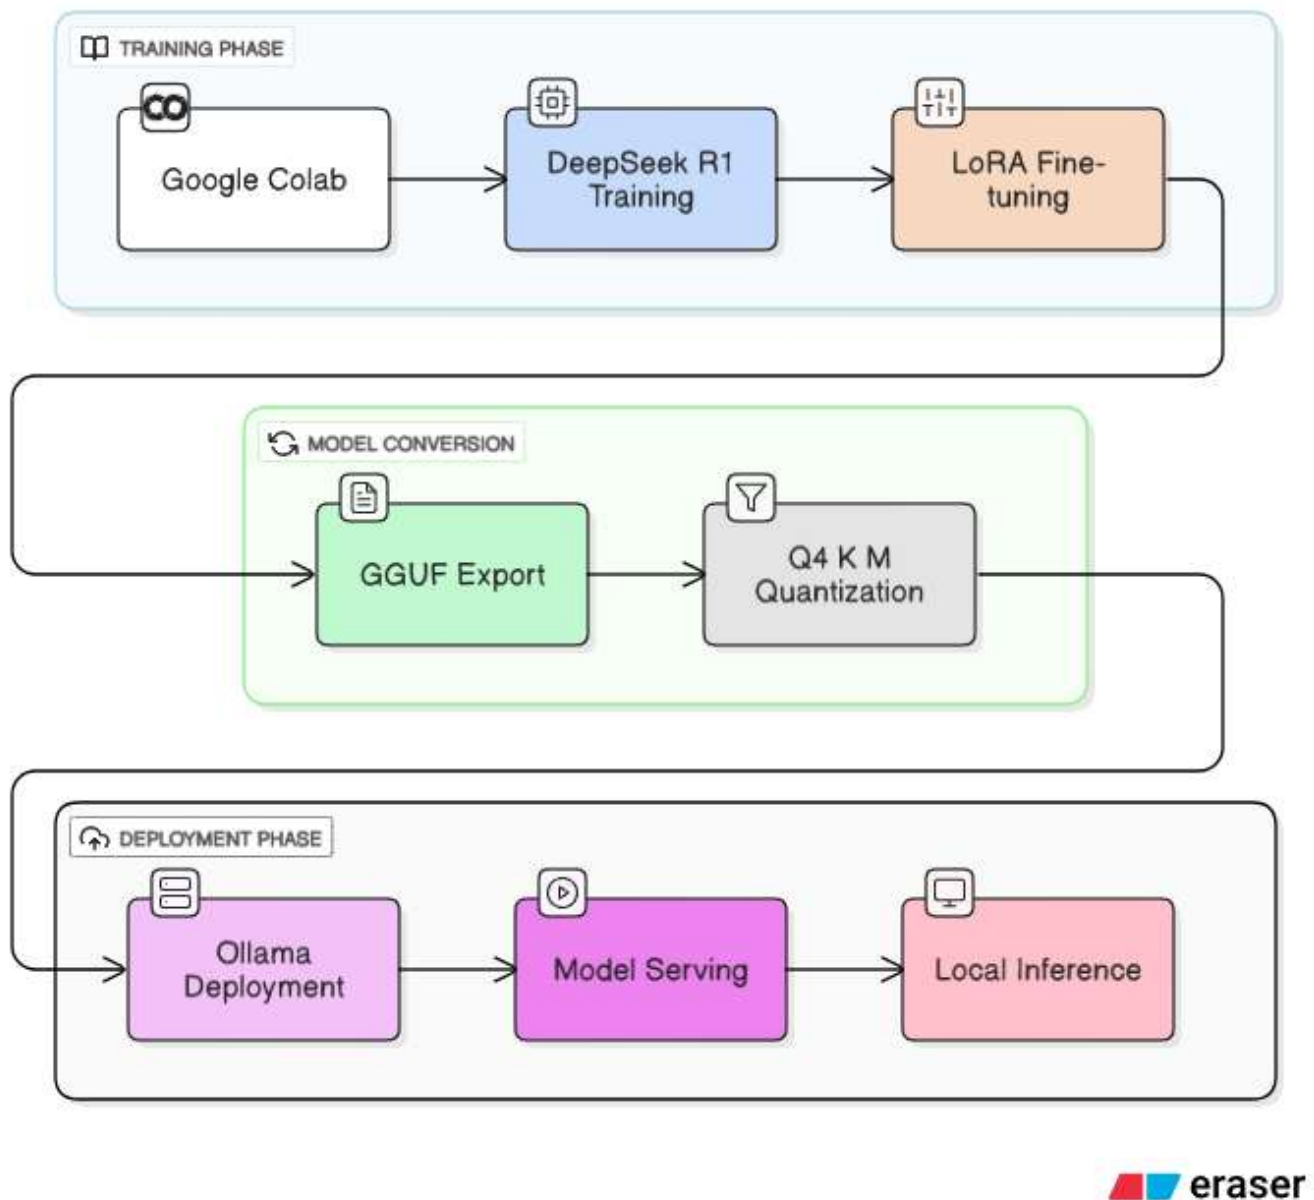 TRAINING PHASE
CO
Google Colab
DeepSeek R1
Training
LoRA Fine-
tuning
MODEL CONVERSION
GGUF Export
Q4 K M
Quantization
DEPLOYMENT PHASE
Ollama
Deployment
Model Serving
Local Inference
eraser